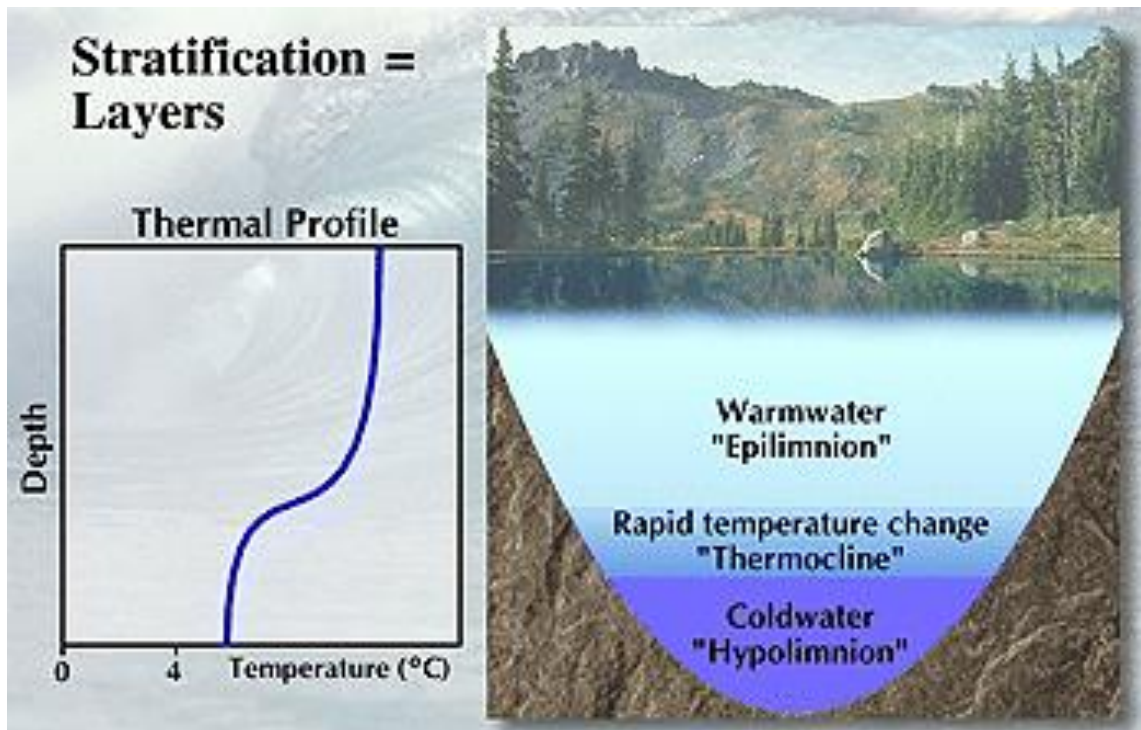 Stratification =
Layers
Thermal Profile
Depth
0
4
Temperature (°C)
Warmwater
"Epilimnion"
Rapid temperature change
"Thermocline"
Coldwater
"Hypolimnion"